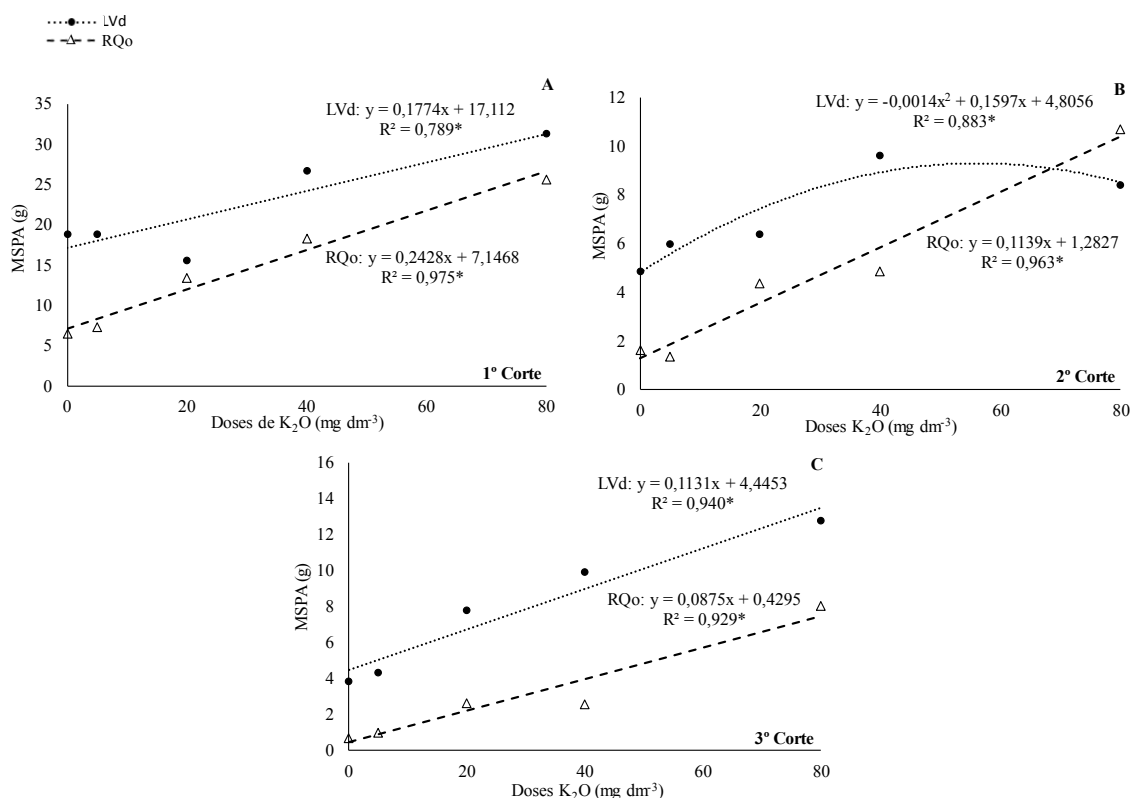 LVd
RQo
A
LVd: y = 0,1774x + 17,112
R² = 0,789*
RQo: y = 0,2428x + 7,1468
R² = 0,975*
MSPA (g)
35
30
25
20
15
10
5
0
1º Corte
0 20 40 60 80
Doses de K₂O (mg dm⁻³)
B
LVd: y = -0,0014x² + 0,1597x + 4,8056
R² = 0,883*
RQo: y = 0,1139x + 1,2827
R² = 0,963*
MSPA (g)
12
10
8
6
4
2
0
2º Corte
0 20 40 60 80
Doses K₂O (mg dm⁻³)
C
LVd: y = 0,1131x + 4,4453
R² = 0,940*
RQo: y = 0,0875x + 0,4295
R² = 0,929*
MSPA (g)
16
14
12
10
8
6
4
2
0
3º Corte
0 20 40 60 80
Doses K₂O (mg dm⁻³)